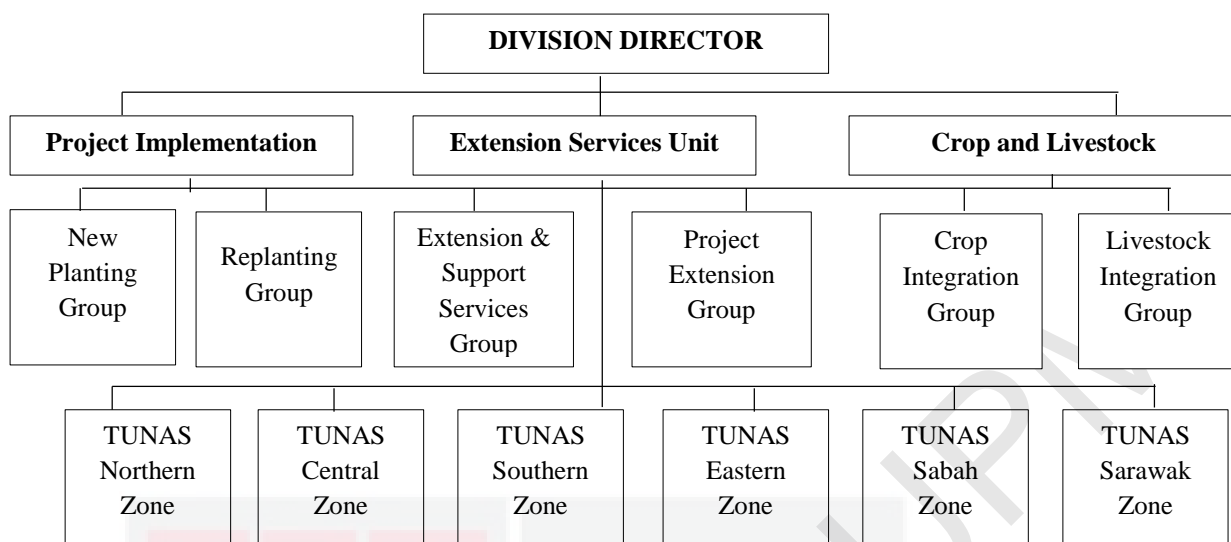 DIVISION DIRECTOR
Project Implementation
Extension Services Unit
Crop and Livestock
New
Planting
Group
Replanting
Group
Extension &
Support
Services
Group
Project
Extension
Group
Crop
Integration
Group
Livestock
Integration
Group
TUNAS
Northern
Zone
TUNAS
Central
Zone
TUNAS
Southern
Zone
TUNAS
Eastern
Zone
TUNAS
Sabah
Zone
TUNAS
Sarawak
Zone
UPM